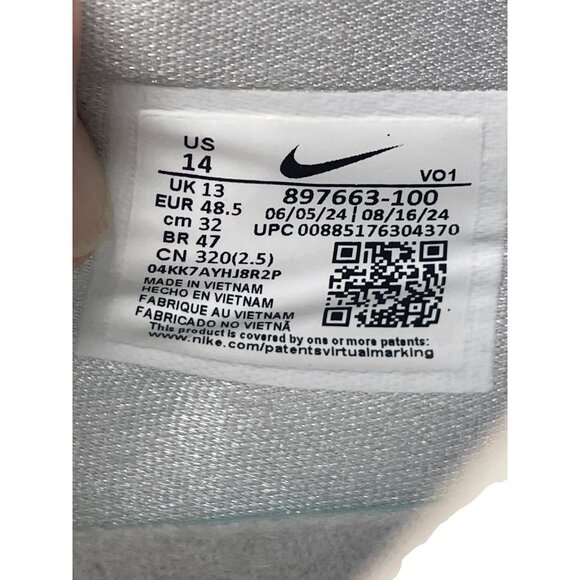 US
14
VO1
UK 13
897663-100
EUR 48.5
06/05/24 | 08/16/24
cm 32
UPC 00885176304370
BR 47
CN 320(2.5)
04KK7AYHJ8R2P
MADE IN VIETNAM
HECHO EN VIETNAM
FABRIQUE AU VIETNAM
FABRICADO NO VIETNÃ
This product is covered by one or more patents:
www.nike.com/patentsvirtualmarking